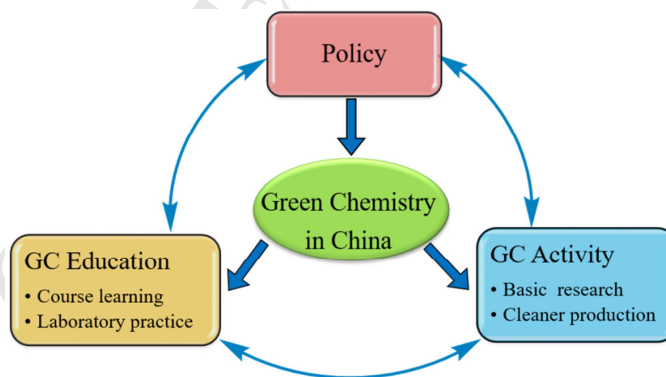 Policy
Green Chemistry
in China
GC Education
• Course learning
• Laboratory practice
GC Activity
• Basic research
• Cleaner production